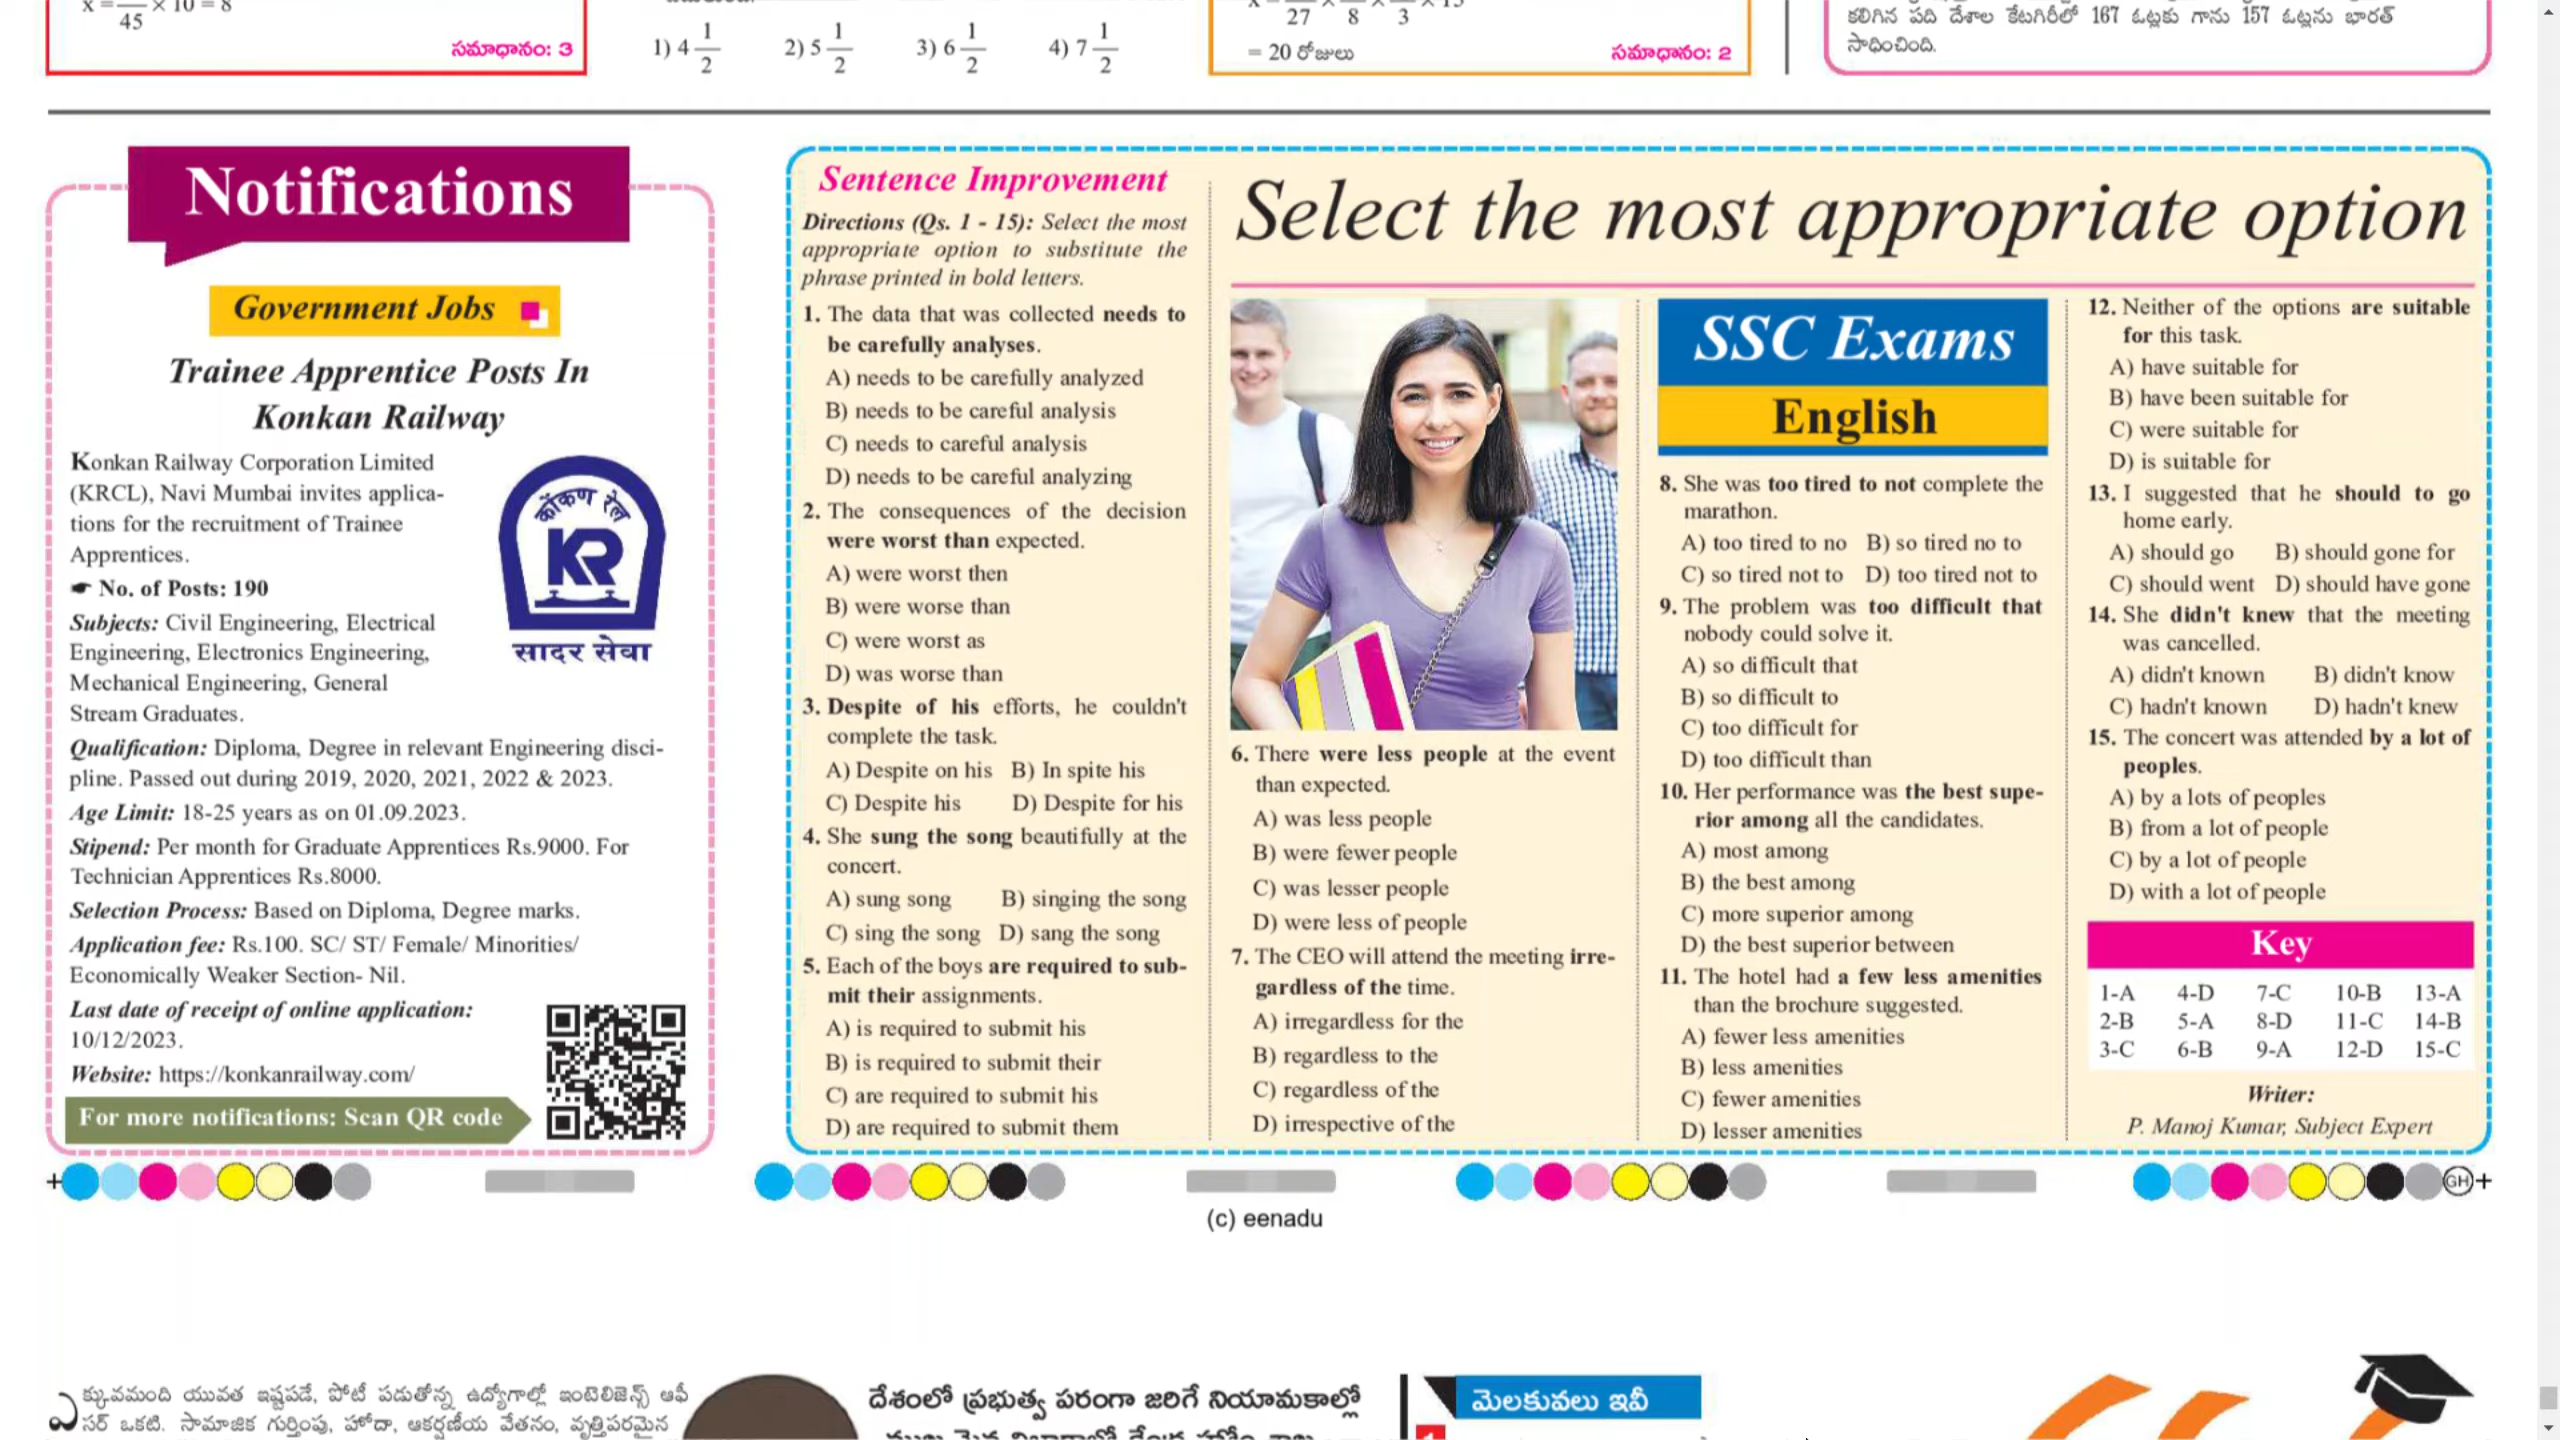 45
సమాధానం: 3
1) 4 1/2 2) 5 1/2 3) 6 1/2 4) 7 1/2
27 8 3
= 20 రోజులు
సమాధానం: 2
కలిగిన పది దేశాల కేటగిరీలో 167 ఓట్లకు గాను 157 ఓట్లను భారత్
సాధించింది.
Notifications
Government Jobs
Trainee Apprentice Posts In
Konkan Railway
Konkan Railway Corporation Limited
(KRCL), Navi Mumbai invites applica-
tions for the recruitment of Trainee
Apprentices.
☛ No. of Posts: 190
Subjects: Civil Engineering, Electrical
Engineering, Electronics Engineering,
Mechanical Engineering, General
Stream Graduates.
कोंकण रेल
KR
सादर सेवा
Qualification: Diploma, Degree in relevant Engineering disci-
pline. Passed out during 2019, 2020, 2021, 2022 & 2023.
Age Limit: 18-25 years as on 01.09.2023.
Stipend: Per month for Graduate Apprentices Rs.9000. For
Technician Apprentices Rs.8000.
Selection Process: Based on Diploma, Degree marks.
Application fee: Rs.100. SC/ ST/ Female/ Minorities/
Economically Weaker Section- Nil.
Last date of receipt of online application:
10/12/2023.
Website: https://konkanrailway.com/
For more notifications: Scan QR code
Sentence Improvement
Directions (Qs. 1 - 15): Select the most
appropriate option to substitute the
phrase printed in bold letters.
1. The data that was collected needs to
be carefully analyses.
A) needs to be carefully analyzed
B) needs to be careful analysis
C) needs to careful analysis
D) needs to be careful analyzing
2. The consequences of the decision
were worst than expected.
A) were worst then
B) were worse than
C) were worst as
D) was worse than
3. Despite of his efforts, he couldn't
complete the task.
A) Despite on his B) In spite his
C) Despite his D) Despite for his
4. She sung the song beautifully at the
concert.
A) sung song B) singing the song
C) sing the song D) sang the song
5. Each of the boys are required to sub-
mit their assignments.
A) is required to submit his
B) is required to submit their
C) are required to submit his
D) are required to submit them
Select the most appropriate option
6. There were less people at the event
than expected.
A) was less people
B) were fewer people
C) was lesser people
D) were less of people
7. The CEO will attend the meeting irre-
gardless of the time.
A) irregardless for the
B) regardless to the
C) regardless of the
D) irrespective of the
SSC Exams
English
8. She was too tired to not complete the
marathon.
A) too tired to no B) so tired no to
C) so tired not to D) too tired not to
9. The problem was too difficult that
nobody could solve it.
A) so difficult that
B) so difficult to
C) too difficult for
D) too difficult than
10. Her performance was the best supe-
rior among all the candidates.
A) most among
B) the best among
C) more superior among
D) the best superior between
11. The hotel had a few less amenities
than the brochure suggested.
A) fewer less amenities
B) less amenities
C) fewer amenities
D) lesser amenities
12. Neither of the options are suitable
for this task.
A) have suitable for
B) have been suitable for
C) were suitable for
D) is suitable for
13. I suggested that he should to go
home early.
A) should go B) should gone for
C) should went D) should have gone
14. She didn't knew that the meeting
was cancelled.
A) didn't known B) didn't know
C) hadn't known D) hadn't knew
15. The concert was attended by a lot of
peoples.
A) by a lots of peoples
B) from a lot of people
C) by a lot of people
D) with a lot of people
Key
1-A 4-D 7-C 10-B 13-A
2-B 5-A 8-D 11-C 14-B
3-C 6-B 9-A 12-D 15-C
Writer:
P. Manoj Kumar, Subject Expert
GH
(c) eenadu
ఎక్కువమంది యువత ఇష్టపడే, పోటీ పడుతోన్న ఉద్యోగాల్లో ఇంటెలిజెన్స్ ఆఫీ
సర్ ఒకటి. సామాజిక గుర్తింపు, హోదా, ఆకర్షణీయ వేతనం, వృత్తిపరమైన
దేశంలో ప్రభుత్వ పరంగా జరిగే నియామకాల్లో
మెలకువలు ఇవీ